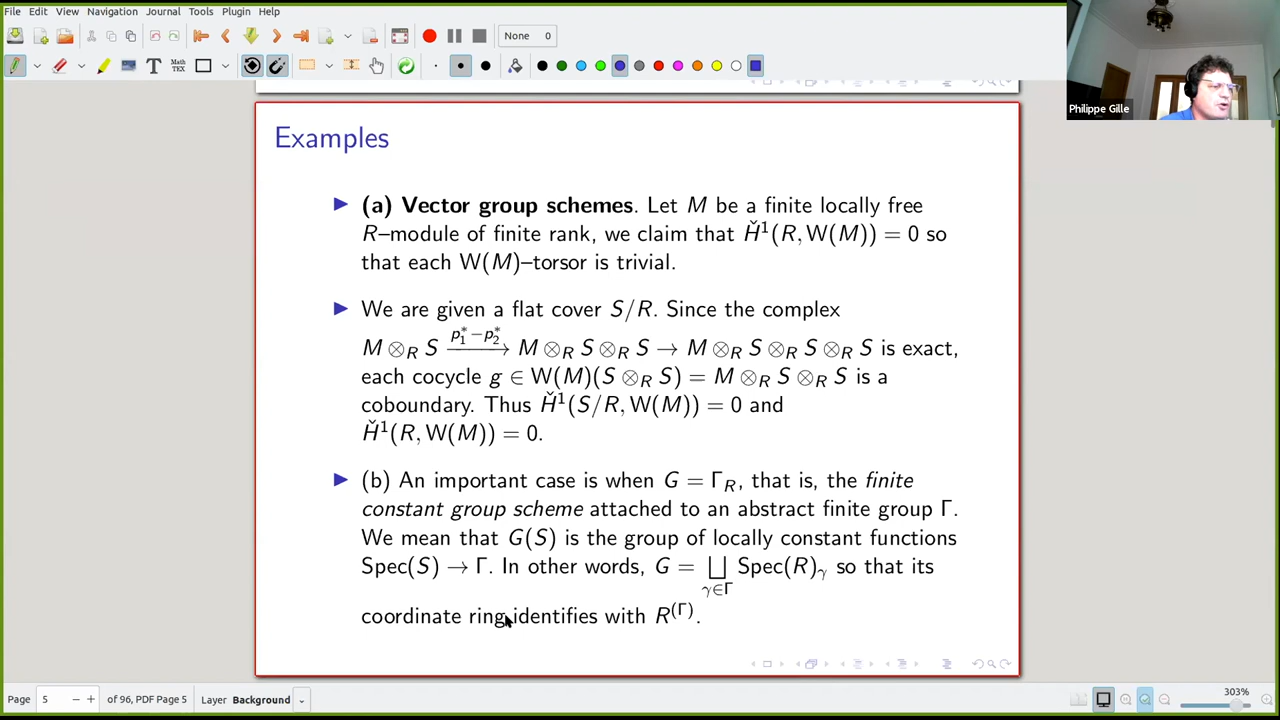 File Edit View Tools Journal Tools Plugin Help
None 0
Philippe Gille
Examples
(a) Vector group schemes. Let M be a finite locally free
R–module of finite rank, we claim that Ȟ¹(R, W(M)) = 0 so
that each W(M)–torsor is trivial.
We are given a flat cover S/R. Since the complex
M ⊗_R S \xrightarrow{p_1^* − p_2^*} M ⊗_R S ⊗_R S → M ⊗_R S ⊗_R S ⊗_R S is exact,
each cocycle g ∈ W(M)(S ⊗_R S) = M ⊗_R S ⊗_R S is a
coboundary. Thus Ȟ¹(S/R, W(M)) = 0 and
Ȟ¹(R, W(M)) = 0.
(b) An important case is when G = Γ_R, that is, the finite
constant group scheme attached to an abstract finite group Γ.
We mean that G(S) is the group of locally constant functions
Spec(S) → Γ. In other words, G = ⨆_{γ∈Γ} Spec(R)_γ so that its
coordinate ring identifies with R^{(Γ)}.
Page 5 of 96, PDF Page 5 Layer Background 303%